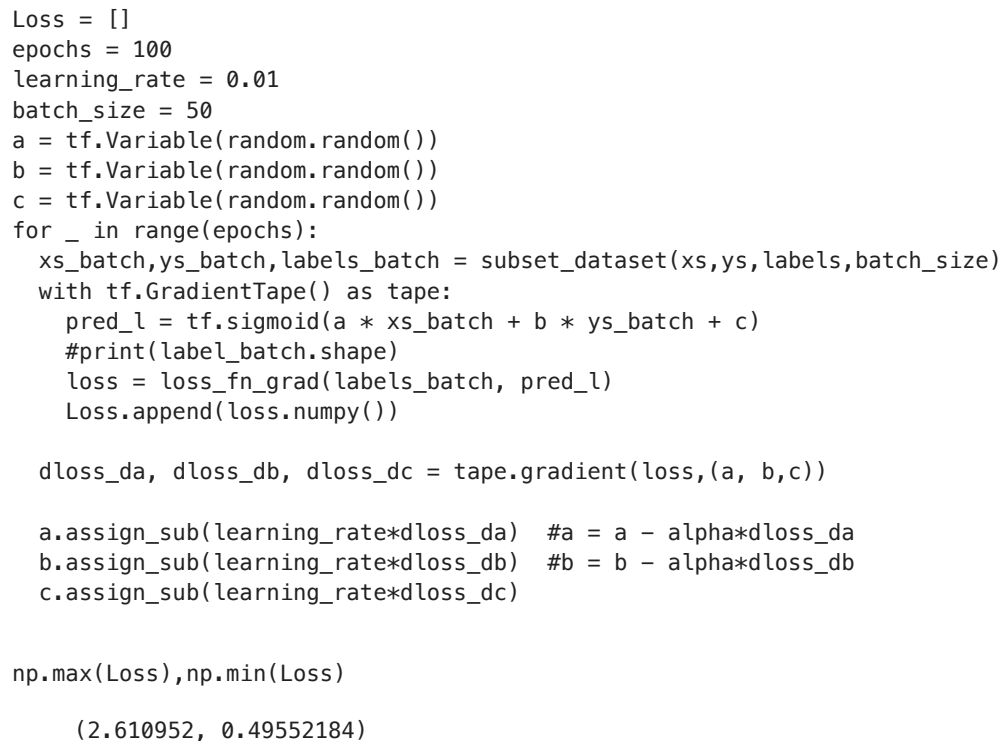 Loss = []
epochs = 100
learning_rate = 0.01
batch_size = 50
a = tf.Variable(random.random())
b = tf.Variable(random.random())
c = tf.Variable(random.random())
for _ in range(epochs):
  xs_batch,ys_batch,labels_batch = subset_dataset(xs,ys,labels,batch_size)
  with tf.GradientTape() as tape:
    pred_l = tf.sigmoid(a * xs_batch + b * ys_batch + c)
    #print(label_batch.shape)
    loss = loss_fn_grad(labels_batch, pred_l)
    Loss.append(loss.numpy())

  dloss_da, dloss_db, dloss_dc = tape.gradient(loss,(a, b,c))

  a.assign_sub(learning_rate*dloss_da)  #a = a − alpha*dloss_da
  b.assign_sub(learning_rate*dloss_db)  #b = b − alpha*dloss_db
  c.assign_sub(learning_rate*dloss_dc)

np.max(Loss),np.min(Loss)

    (2.610952, 0.49552184)